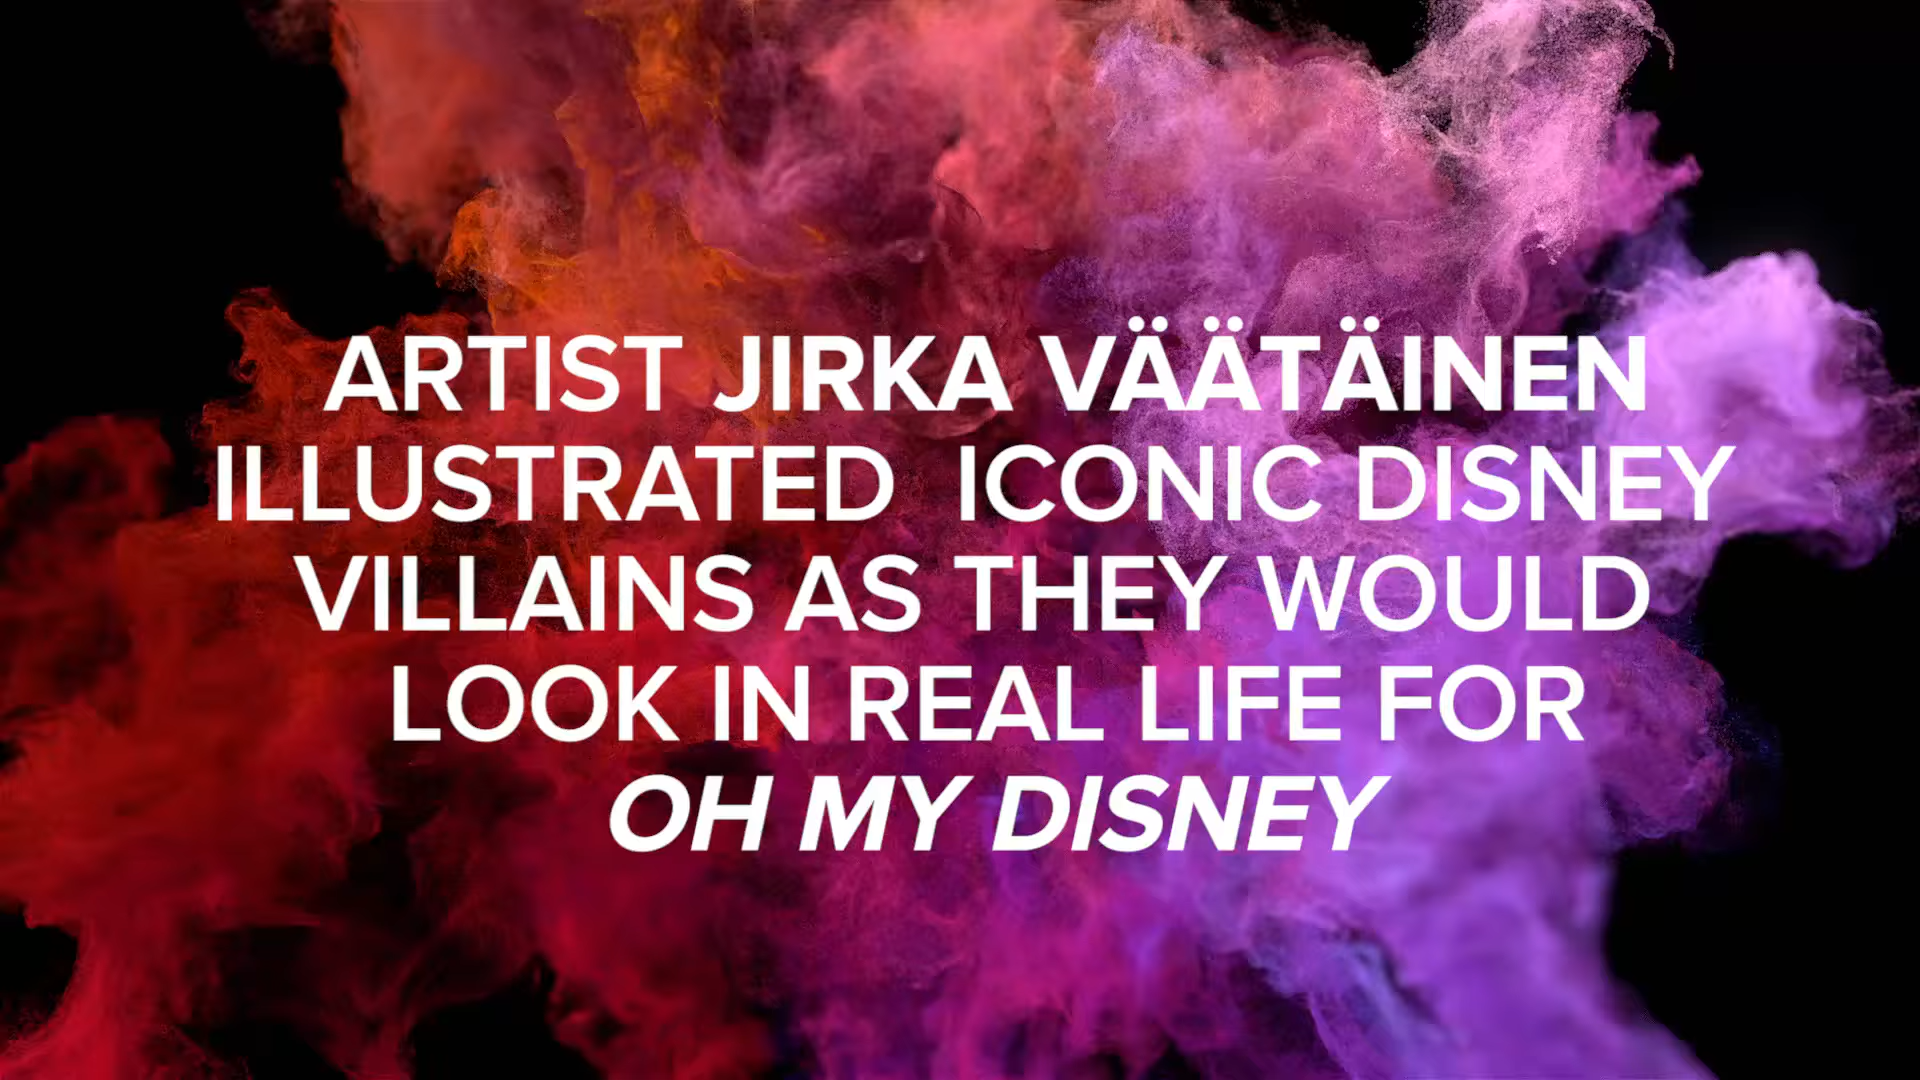 ARTIST JIRKA VÄÄTÄINEN
ILLUSTRATED  ICONIC DISNEY
VILLAINS AS THEY WOULD
LOOK IN REAL LIFE FOR
OH MY DISNEY